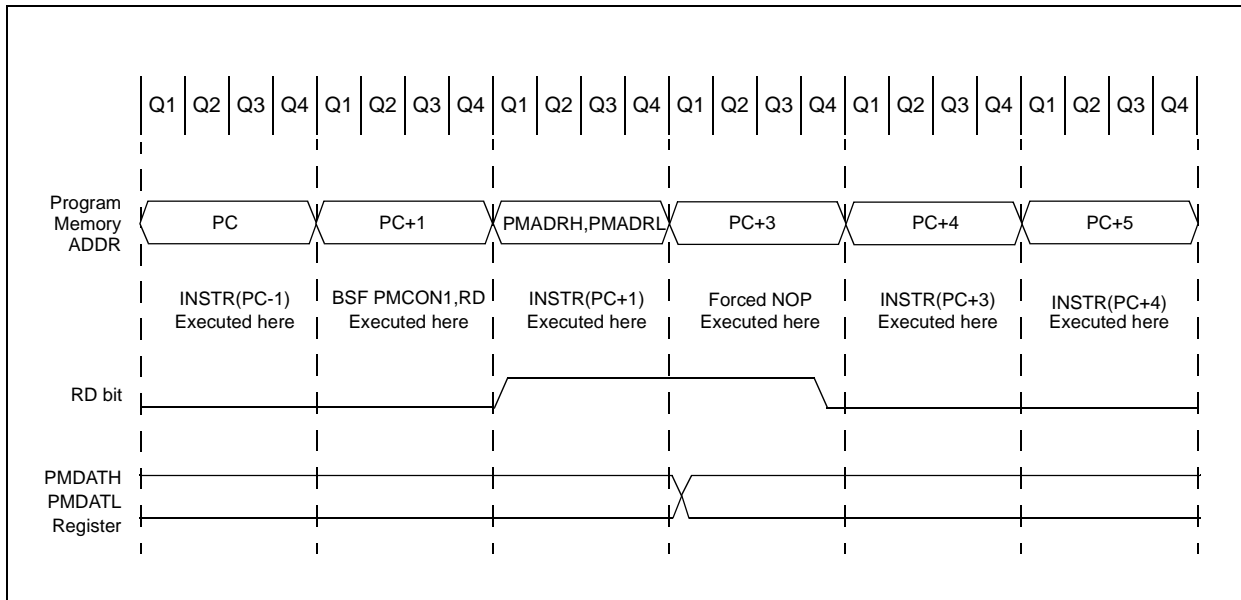 Q1 Q2 Q3 Q4 Q1 Q2 Q3 Q4 Q1 Q2 Q3 Q4 Q1 Q2 Q3 Q4 Q1 Q2 Q3 Q4 Q1 Q2 Q3 Q4
Program
Memory
ADDR
PC
PC+1
PMADRH,PMADRL
PC+3
PC+4
PC+5
INSTR(PC-1)
Executed here
BSF PMCON1,RD
Executed here
INSTR(PC+1)
Executed here
Forced NOP
Executed here
INSTR(PC+3)
Executed here
INSTR(PC+4)
Executed here
RD bit
PMDATH
PMDATL
Register